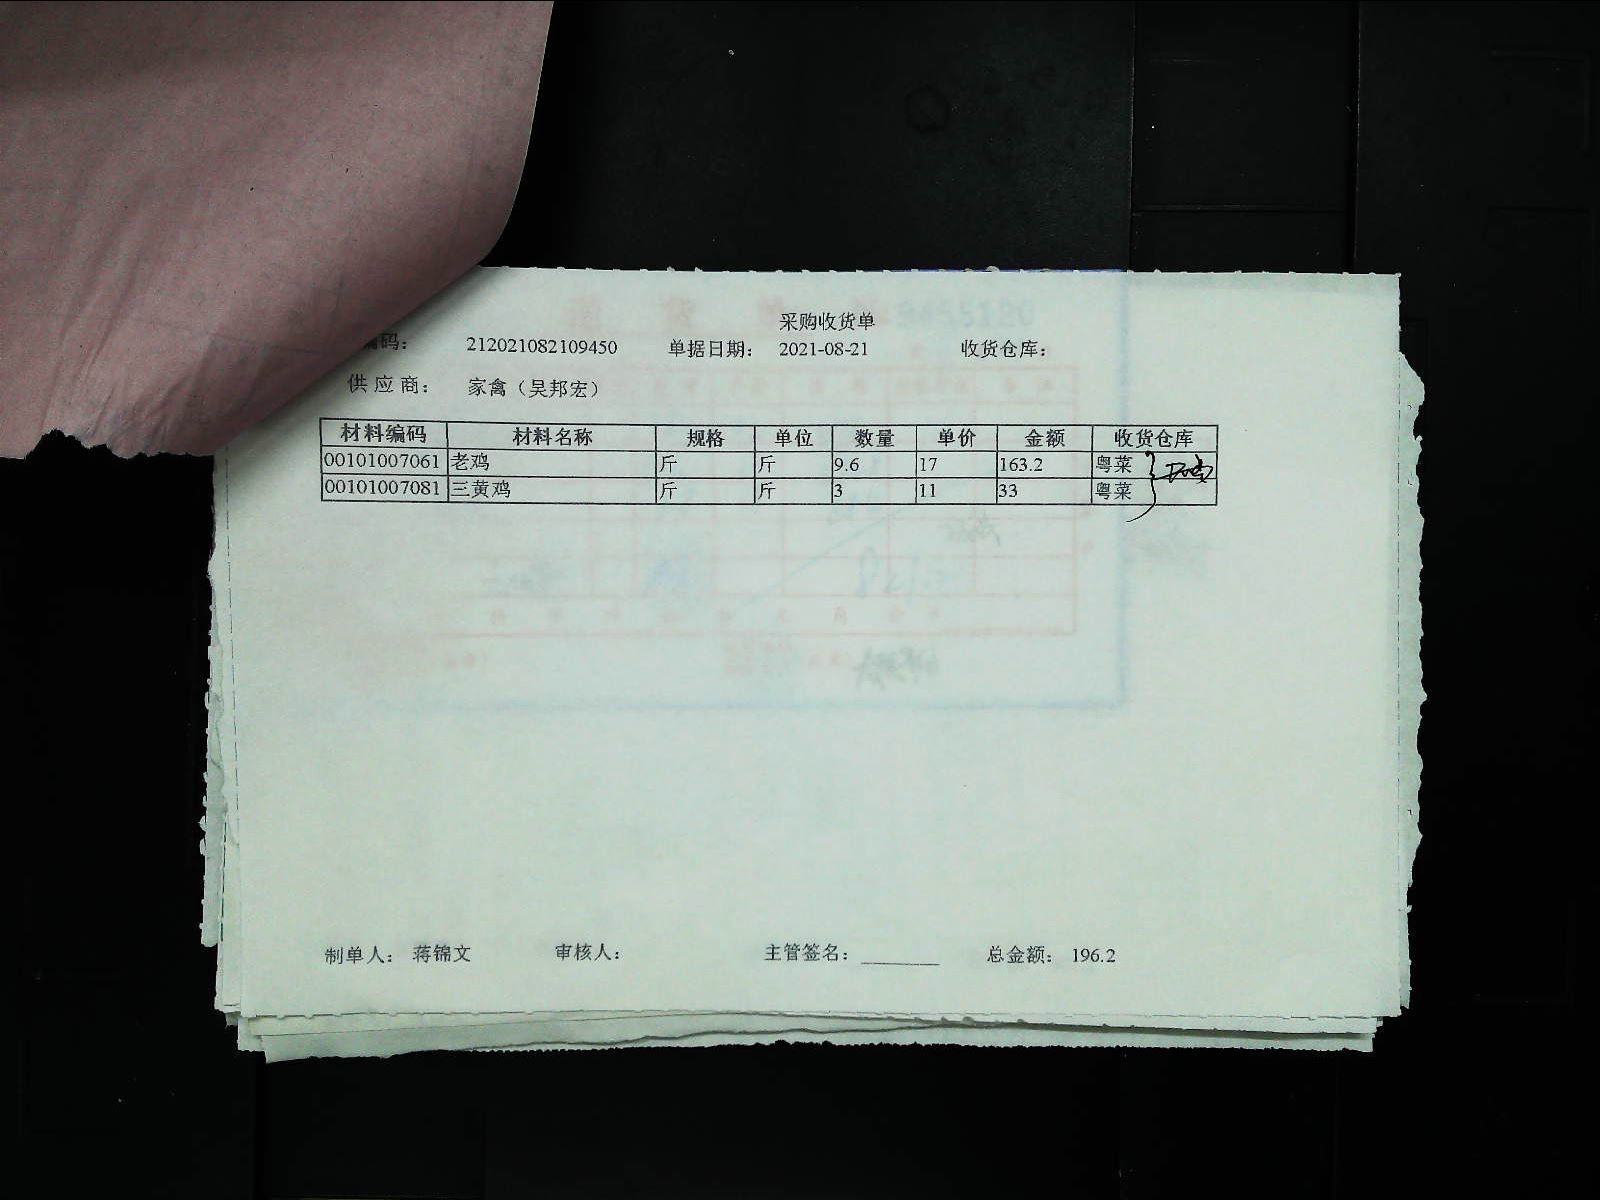 采购收货单
编码： 212021082109450 单据日期： 2021-08-21 收货仓库：
供应商： 家禽（吴邦宏）
材料编码 材料名称 规格 单位 数量 单价 金额 收货仓库
00101007061 老鸡 斤 斤 9.6 17 163.2 粤菜
00101007081 三黄鸡 斤 斤 3 11 33 粤菜
制单人： 蒋锦文 审核人： 主管签名： 总金额： 196.2